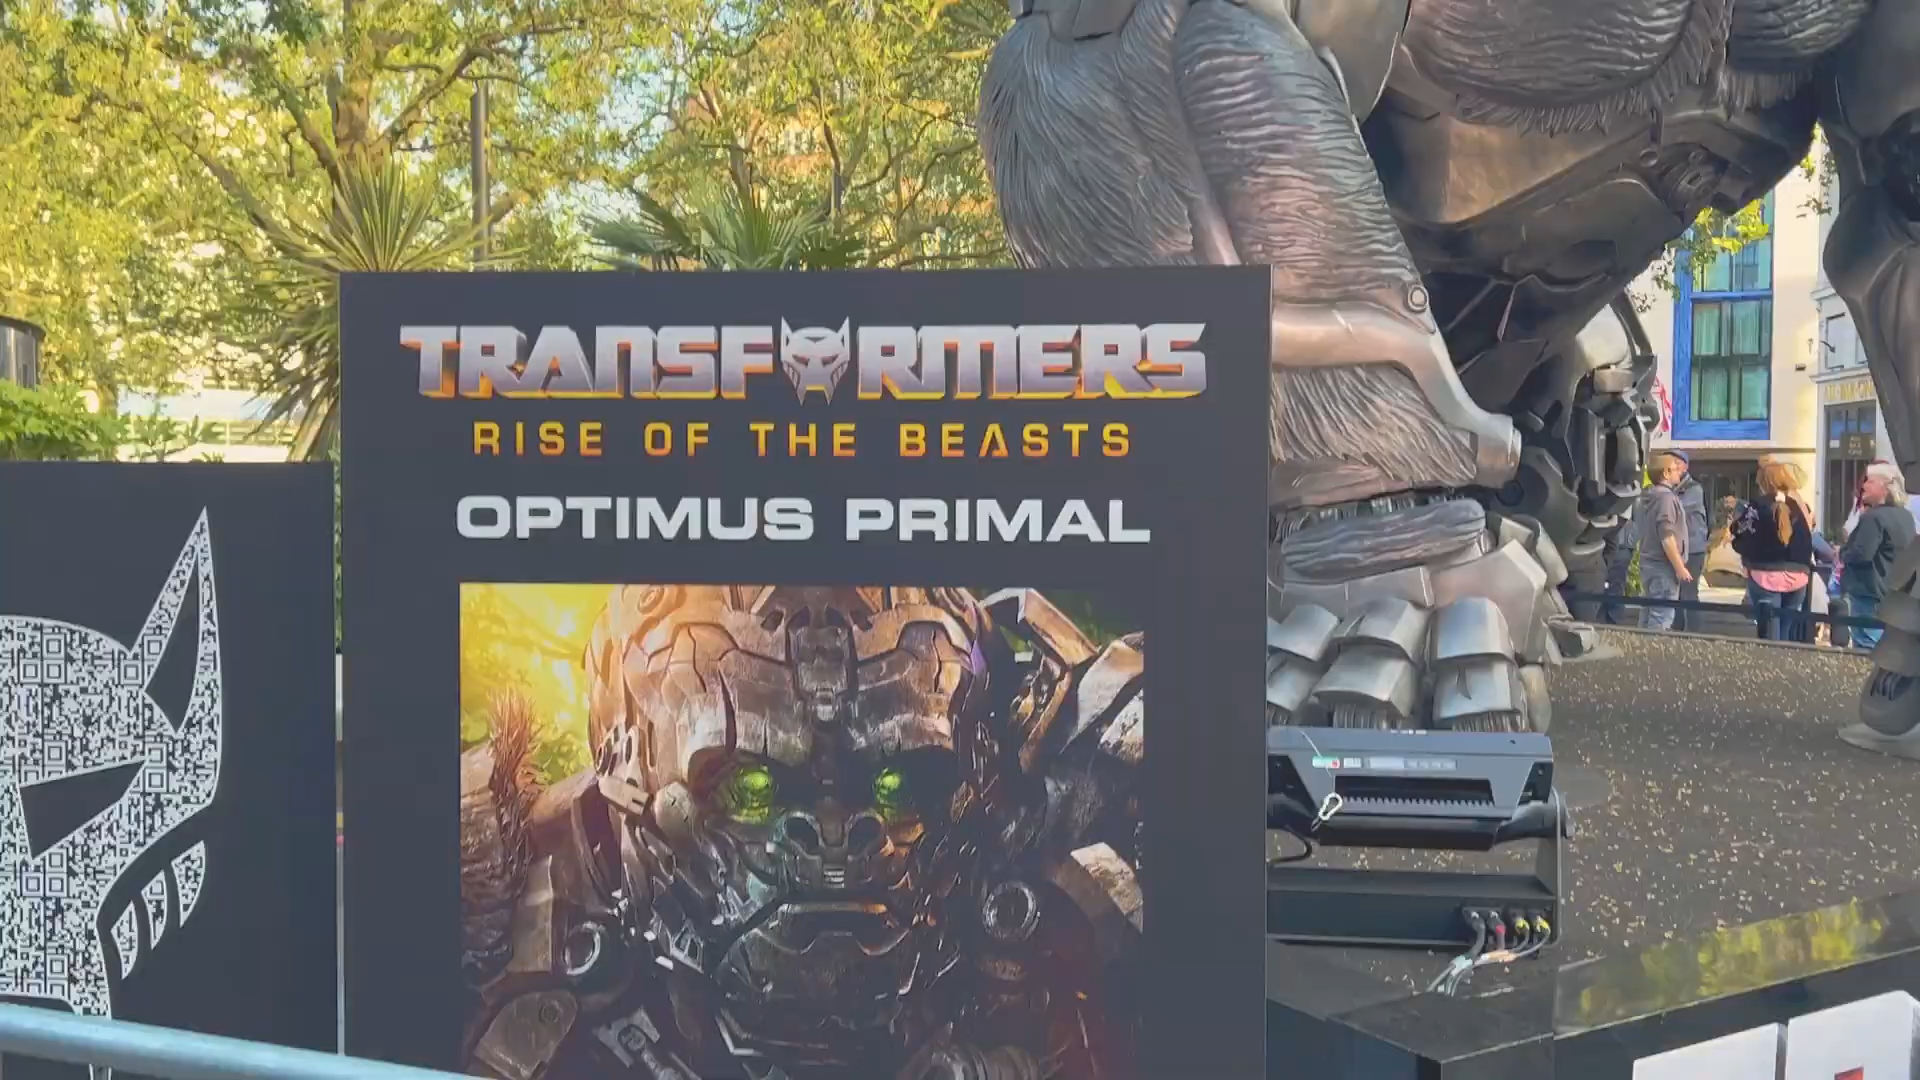 TRANSFORMERS
RISE OF THE BEASTS
OPTIMUS PRIMAL